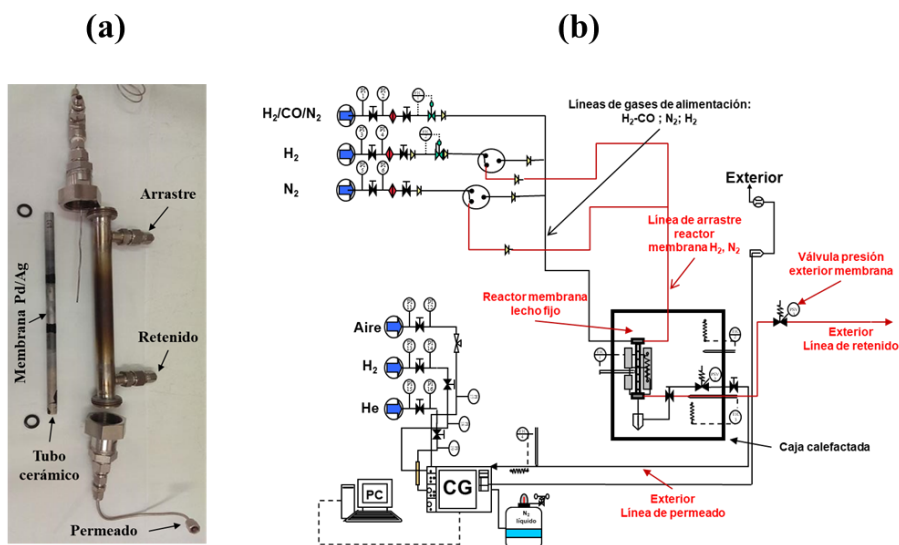 (a)
(b)
Arrastre
Membrana Pd/Ag
Retenido
Tubo
cerámico
Permeado
H₂/CO/N₂
H₂
N₂
Líneas de gases de alimentación:
H₂-CO ; N₂; H₂
Exterior
Línea de arrastre
reactor
membrana H₂, N₂
Válvula presión
exterior membrana
Reactor membrana
lecho fijo
Exterior
Línea de retenido
Aire
H₂
He
Caja calefactada
PC
CG
N₂
líquido
Exterior
Línea de permeado